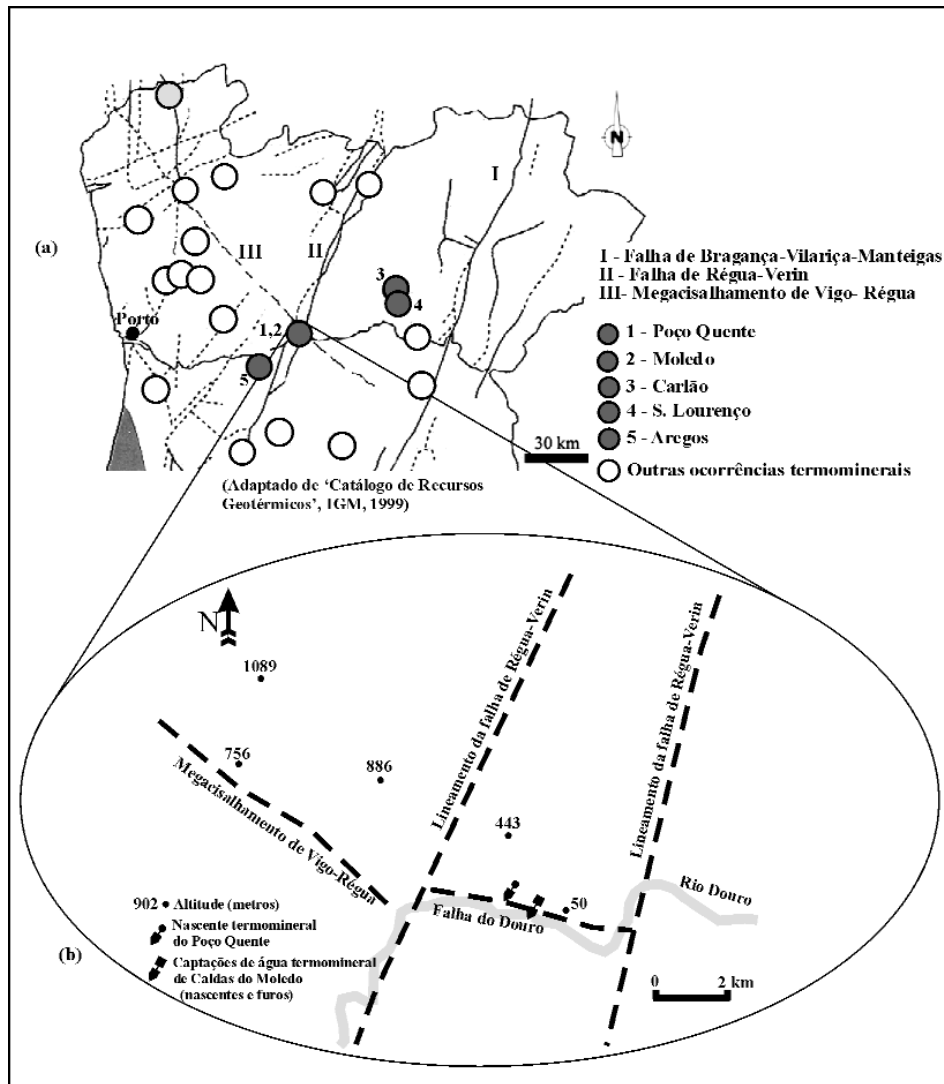 (a)
I
II
III
N
Porto
1,2
3
4
5
30 km
I - Falha de Bragança-Vilariça-Manteigas
II - Falha de Régua-Verin
III- Megacisalhamento de Vigo- Régua
1 - Poço Quente
2 - Moledo
3 - Carlão
4 - S. Lourenço
5 - Aregos
Outras ocorrências termominerais
(Adaptado de ‘Catálogo de Recursos
Geotérmicos’, IGM, 1999)
N
1089
756
886
443
50
Megacisalhamento de Vigo-Régua
Lineamento da falha de Régua-Verin
Lineamento da falha de Régua-Verin
Falha do Douro
Rio Douro
(b)
902 Altitude (metros)
Nascente termomineral
do Poço Quente
Captações de água termomineral
de Caldas do Moledo
(nascentes e furos)
0 2 km